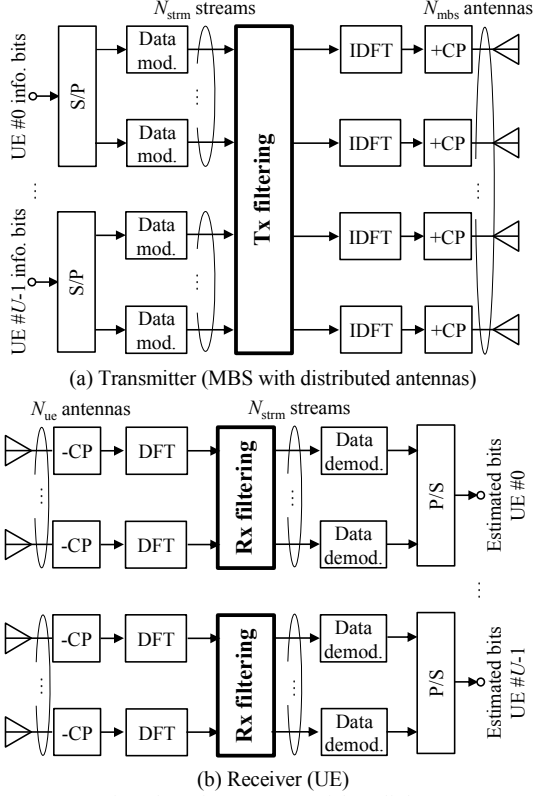 N_strm streams
N_mbs antennas
UE #0 info. bits
S/P
Data mod.
Data mod.
...
...
Tx filtering
IDFT
+CP
IDFT
+CP
...
...
UE #U-1 info. bits
S/P
Data mod.
Data mod.
...
IDFT
+CP
IDFT
+CP
(a) Transmitter (MBS with distributed antennas)
N_ue antennas
N_strm streams
-CP
DFT
Rx filtering
Data demod.
P/S
Estimated bits UE #0
...
...
-CP
DFT
Data demod.
...
-CP
DFT
Rx filtering
Data demod.
P/S
Estimated bits UE #U-1
...
...
-CP
DFT
Data demod.
(b) Receiver (UE)